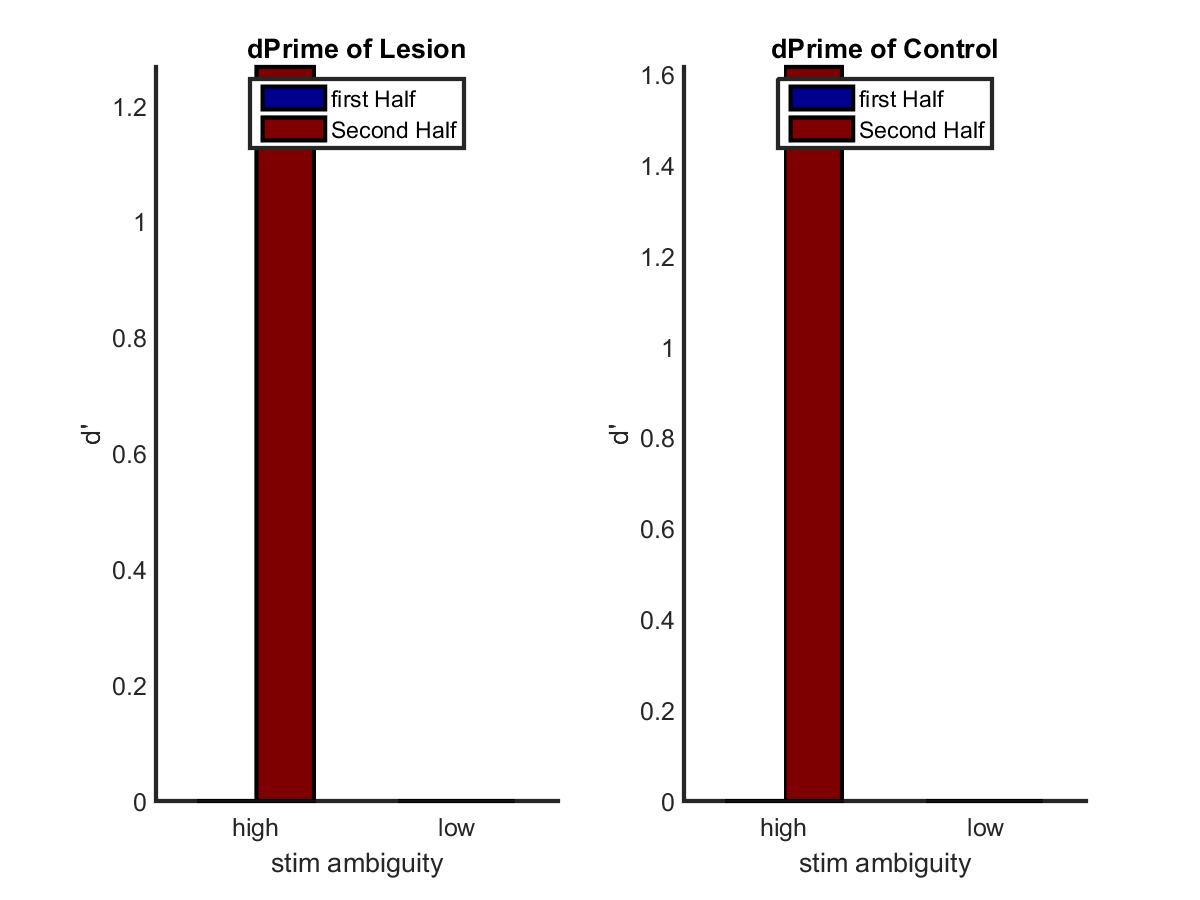 dPrime of Lesion
first Half
Second Half
1.2
1
0.8
0.6
0.4
0.2
0
d'
high low
stim ambiguity
dPrime of Control
first Half
Second Half
1.6
1.4
1.2
1
0.8
0.6
0.4
0.2
0
d'
high low
stim ambiguity